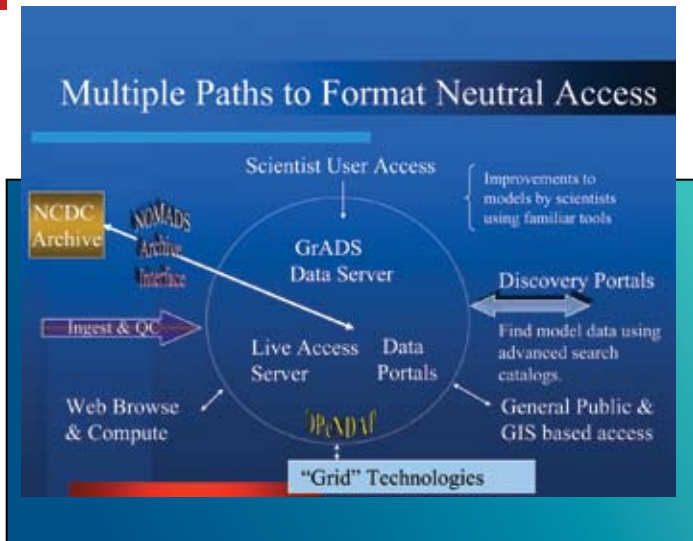 Multiple Paths to Format Neutral Access
Scientist User Access
Improvements to
models by scientists
using familiar tools
NCDC
Archive
NOMADS
Archive
Interface
GrADS
Data Server
Discovery Portals
Ingest & QC
Find model data using
advanced search
catalogs.
Live Access
Server
Data
Portals
Web Browse
& Compute
General Public &
GIS based access
OPeNDAP
"Grid" Technologies